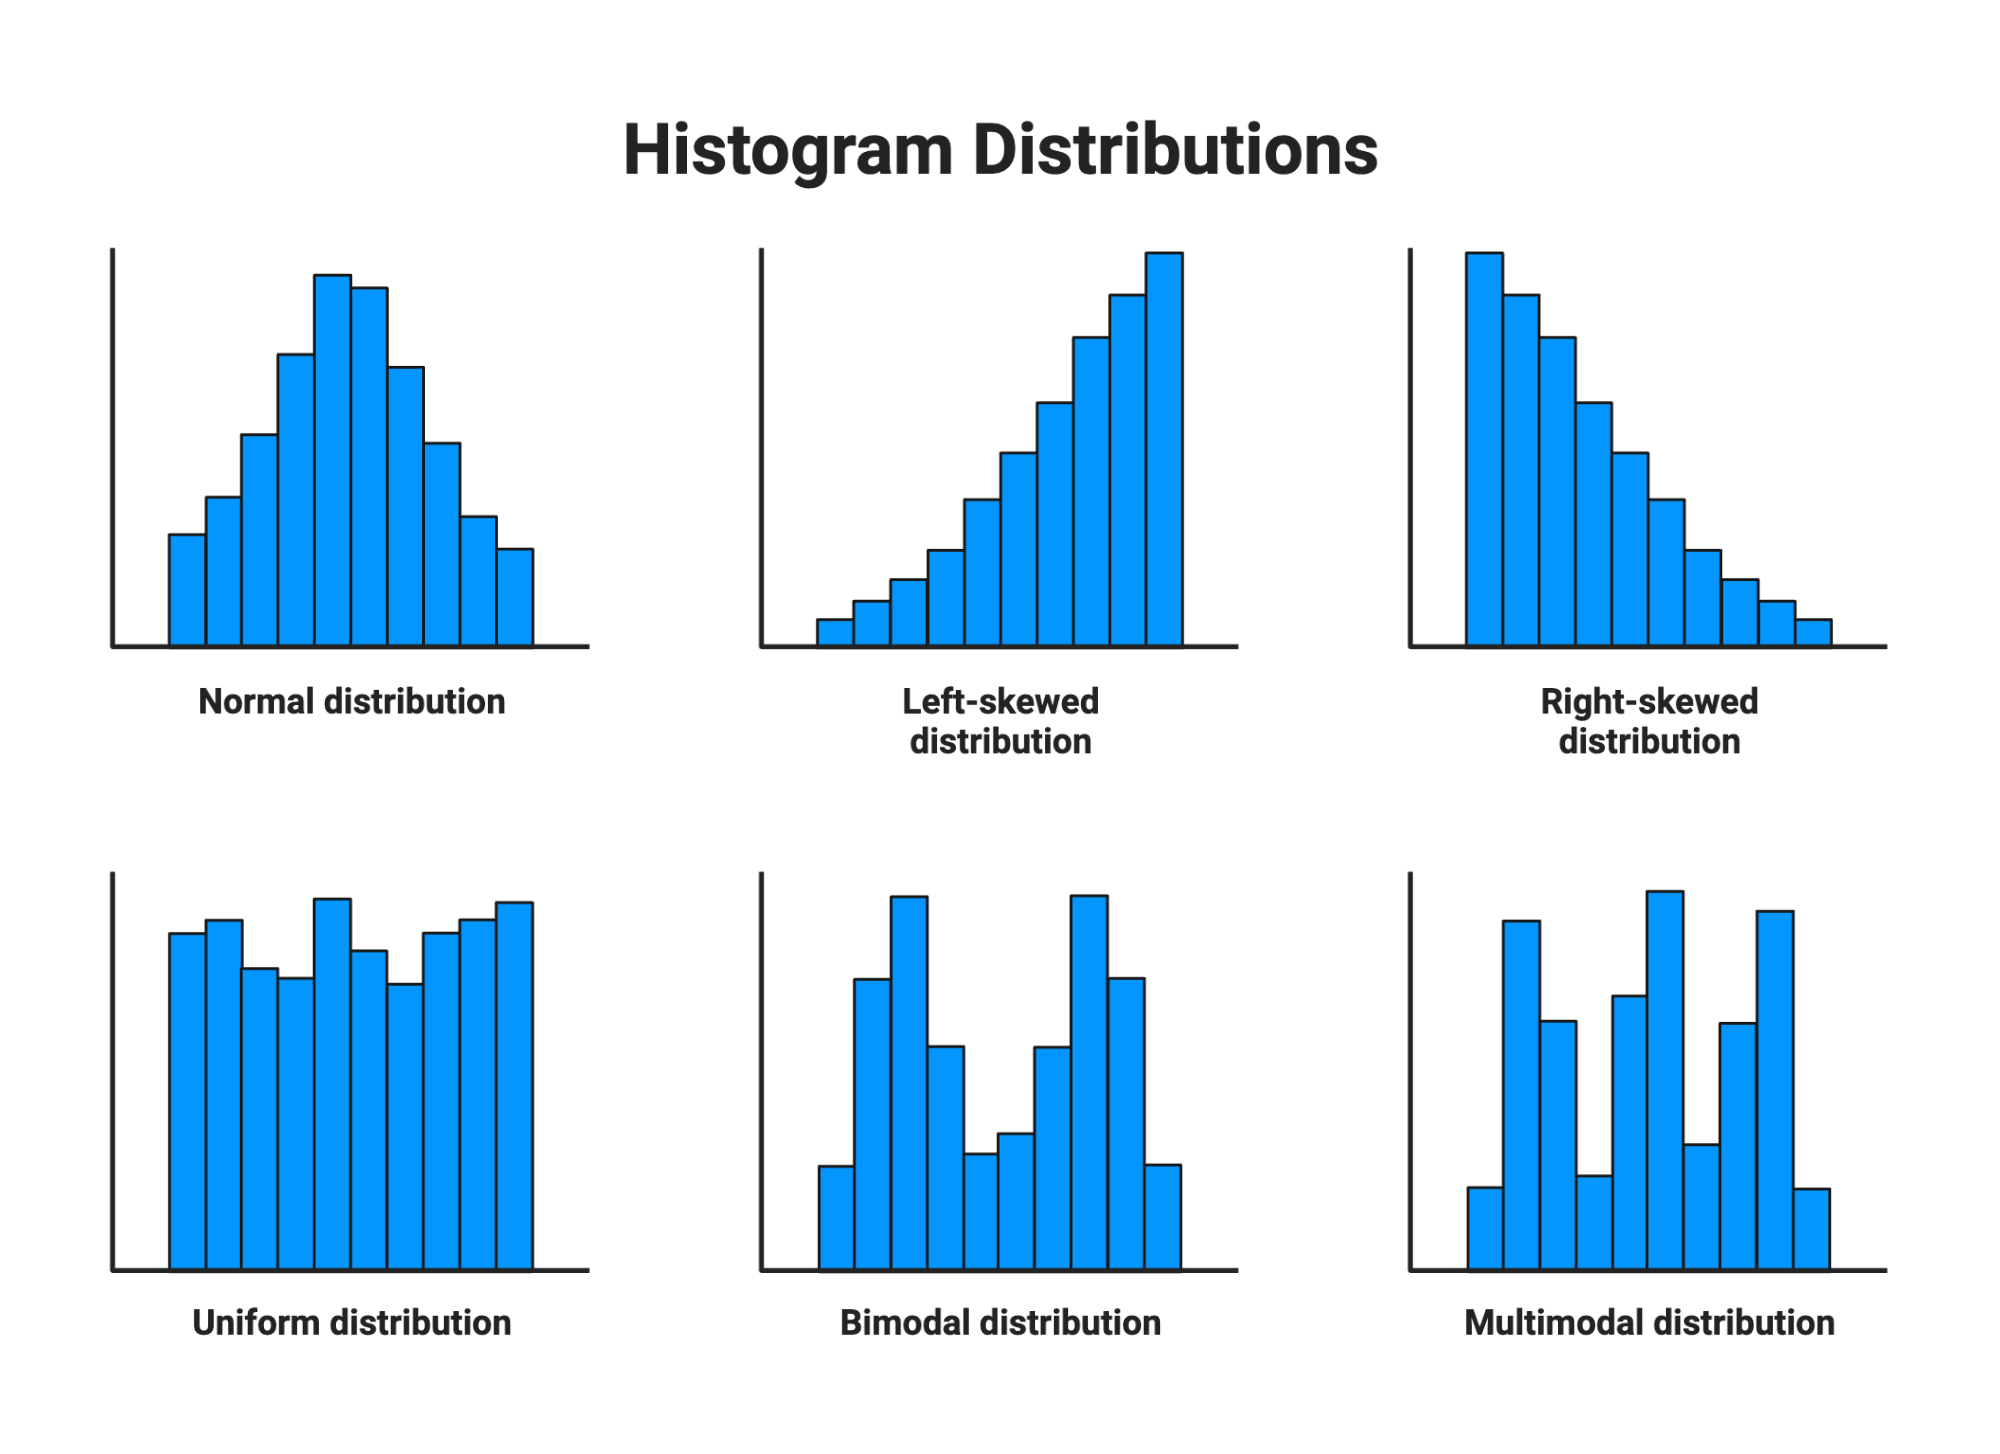 Histogram Distributions
Normal distribution
Left-skewed
distribution
Right-skewed
distribution
Uniform distribution
Bimodal distribution
Multimodal distribution